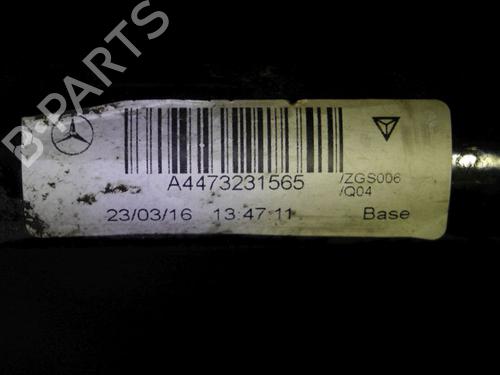 B-PARTS
A4473231565
/ZGS006
/Q04
23/03/16 13:47:11 Base